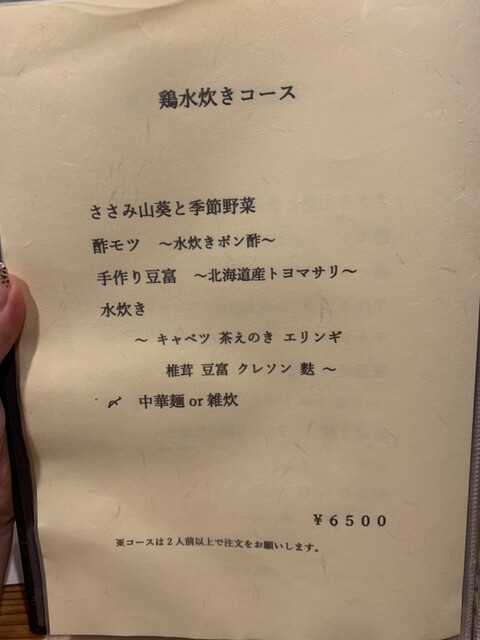 鶏水炊きコース
ささみ山葵と季節野菜
酢モツ ～水炊きポン酢～
手作り豆富 ～北海道産トヨマサリ～
水炊き
～ キャベツ 茶えのき エリンギ
椎茸 豆富 クレソン 麩 ～
〆 中華麺 or 雑炊
￥６５００
※コースは２人前以上で注文をお願いします。